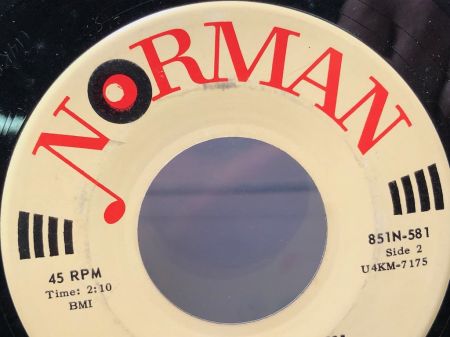 NORMAN
45 RPM
Time: 2:10
BMI
851N-581
Side 2
U4KM-7175